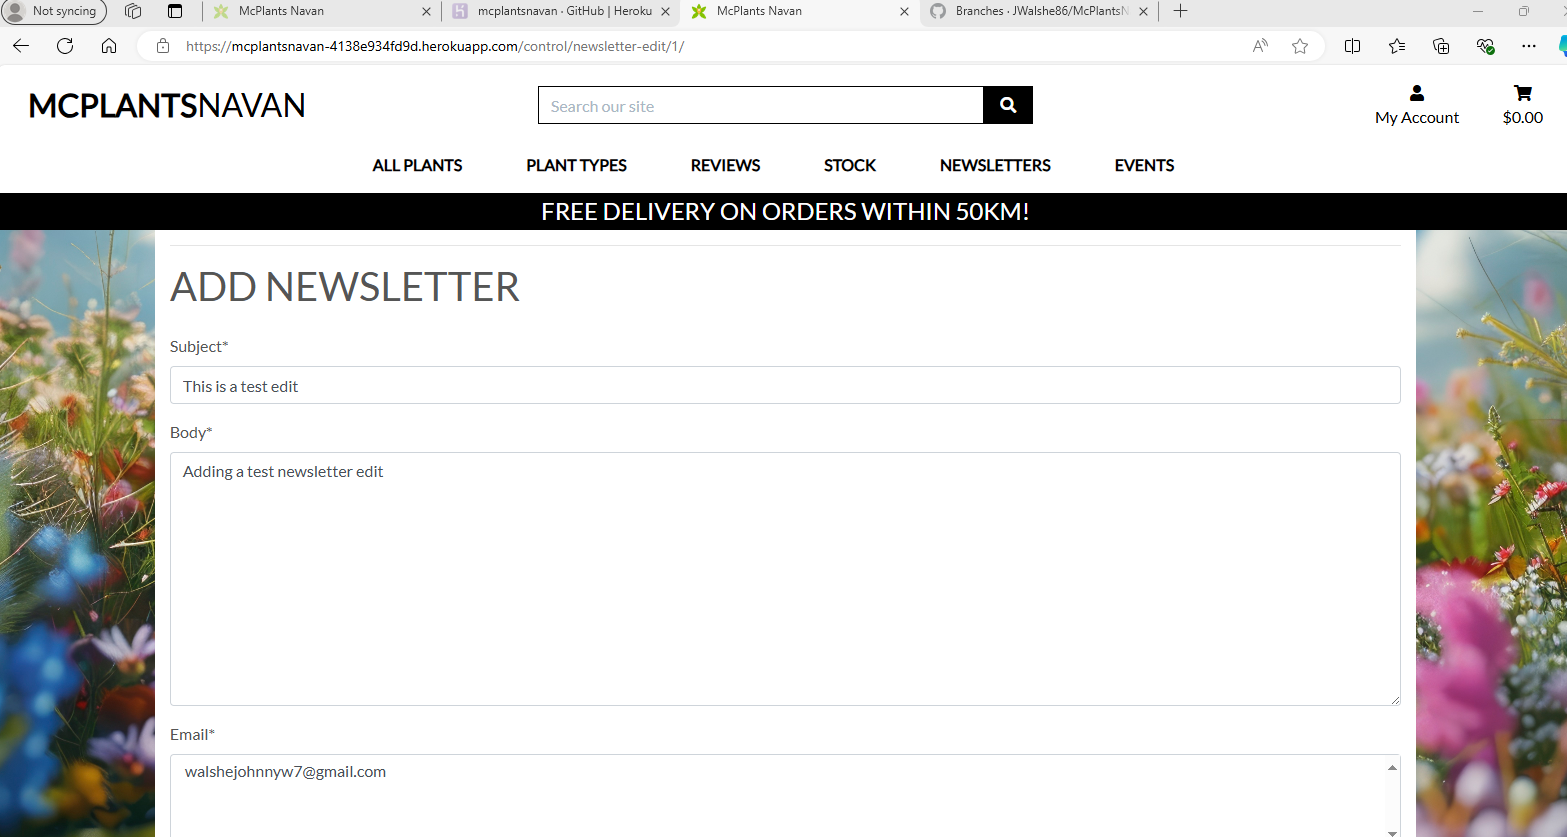 Not syncing
McPlants Navan
mcplantsnavan · GitHub | Heroku
McPlants Navan
Branches · JWalshe86/McPlantsN
https://mcplantsnavan-4138e934fd9d.herokuapp.com/control/newsletter-edit/1/
MCPLANTSNAVAN
Search our site
My Account
$0.00
ALL PLANTS
PLANT TYPES
REVIEWS
STOCK
NEWSLETTERS
EVENTS
FREE DELIVERY ON ORDERS WITHIN 50KM!
ADD NEWSLETTER
Subject*
This is a test edit
Body*
Adding a test newsletter edit
Email*
walshejohnnyw7@gmail.com